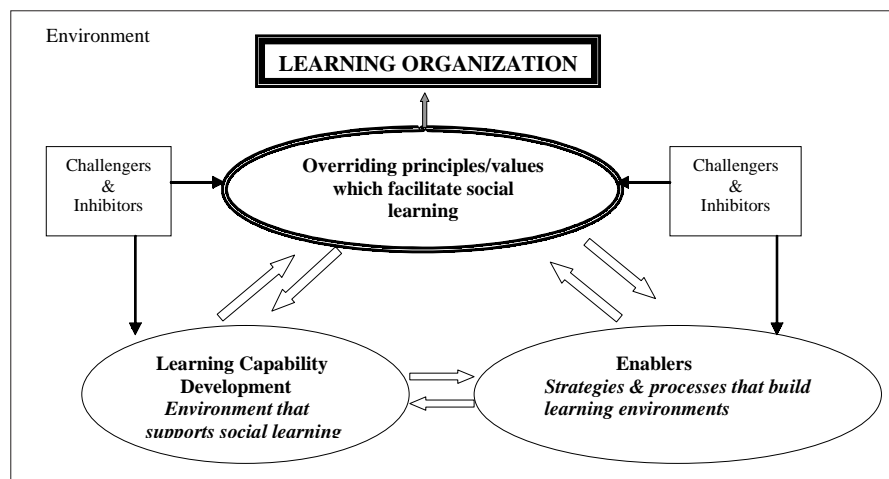 Environment
LEARNING ORGANIZATION
Challengers
&
Inhibitors
Overriding principles/values
which facilitate social
learning
Challengers
&
Inhibitors
Learning Capability
Development
Environment that
supports social learning
Enablers
Strategies & processes that build
learning environments